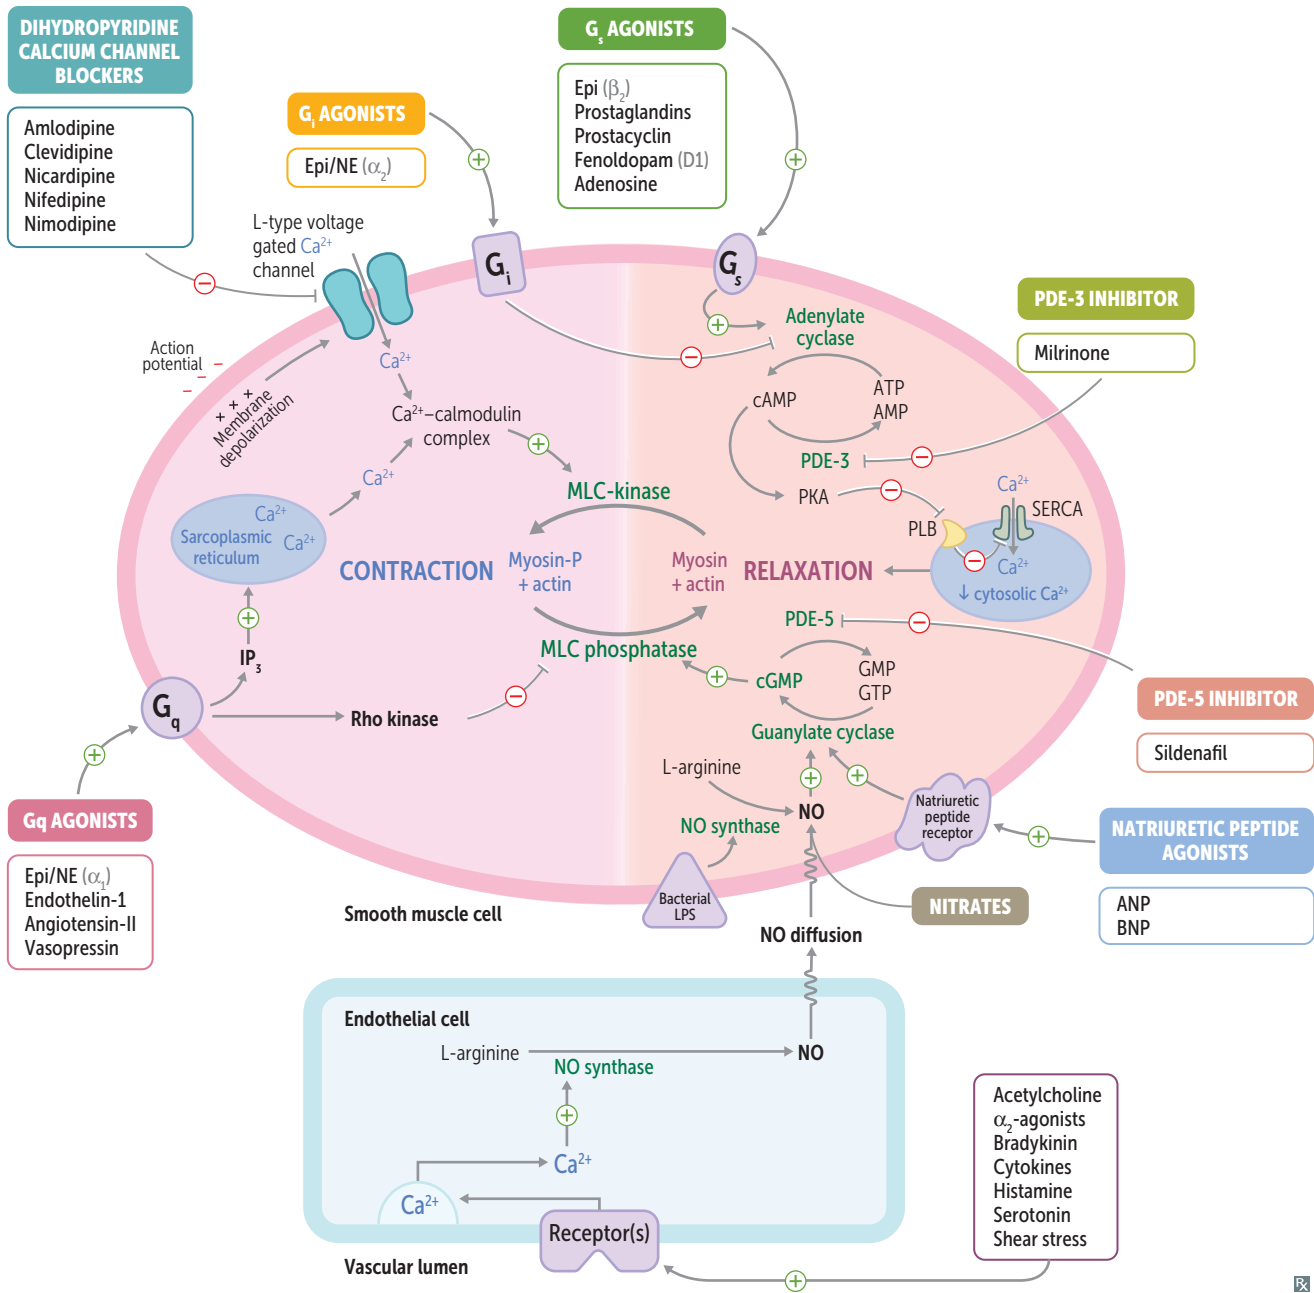 DIHYDROPYRIDINE
CALCIUM CHANNEL
BLOCKERS
Amlodipine
Clevidipine
Nicardipine
Nifedipine
Nimodipine
Gᵢ AGONISTS
Epi/NE (α₂)
Gₛ AGONISTS
Epi (β₂)
Prostaglandins
Prostacyclin
Fenoldopam (D1)
Adenosine
L-type voltage
gated Ca²⁺
channel
Gᵢ
Gₛ
PDE-3 INHIBITOR
Milrinone
Action
potential
Membrane
depolarization
Ca²⁺
Ca²⁺–calmodulin
complex
Adenylate
cyclase
cAMP
ATP
AMP
PDE-3
PKA
Ca²⁺
MLC-kinase
Ca²⁺
SERCA
PLB
Ca²⁺
↓ cytosolic Ca²⁺
Ca²⁺
Sarcoplasmic
reticulum
Ca²⁺
CONTRACTION
Myosin-P
+ actin
Myosin
+ actin
RELAXATION
IP₃
MLC phosphatase
PDE-5
cGMP
GMP
GTP
Guanylate cyclase
G_q
Rho kinase
PDE-5 INHIBITOR
Sildenafil
L-arginine
NO
NO synthase
Natriuretic
peptide
receptor
Bacterial
LPS
Gq AGONISTS
Epi/NE (α₁)
Endothelin-1
Angiotensin-II
Vasopressin
NATRIURETIC PEPTIDE
AGONISTS
ANP
BNP
NITRATES
Smooth muscle cell
NO diffusion
Endothelial cell
L-arginine
NO
NO synthase
Ca²⁺
Ca²⁺
Receptor(s)
Vascular lumen
Acetylcholine
α₂-agonists
Bradykinin
Cytokines
Histamine
Serotonin
Shear stress
Rx